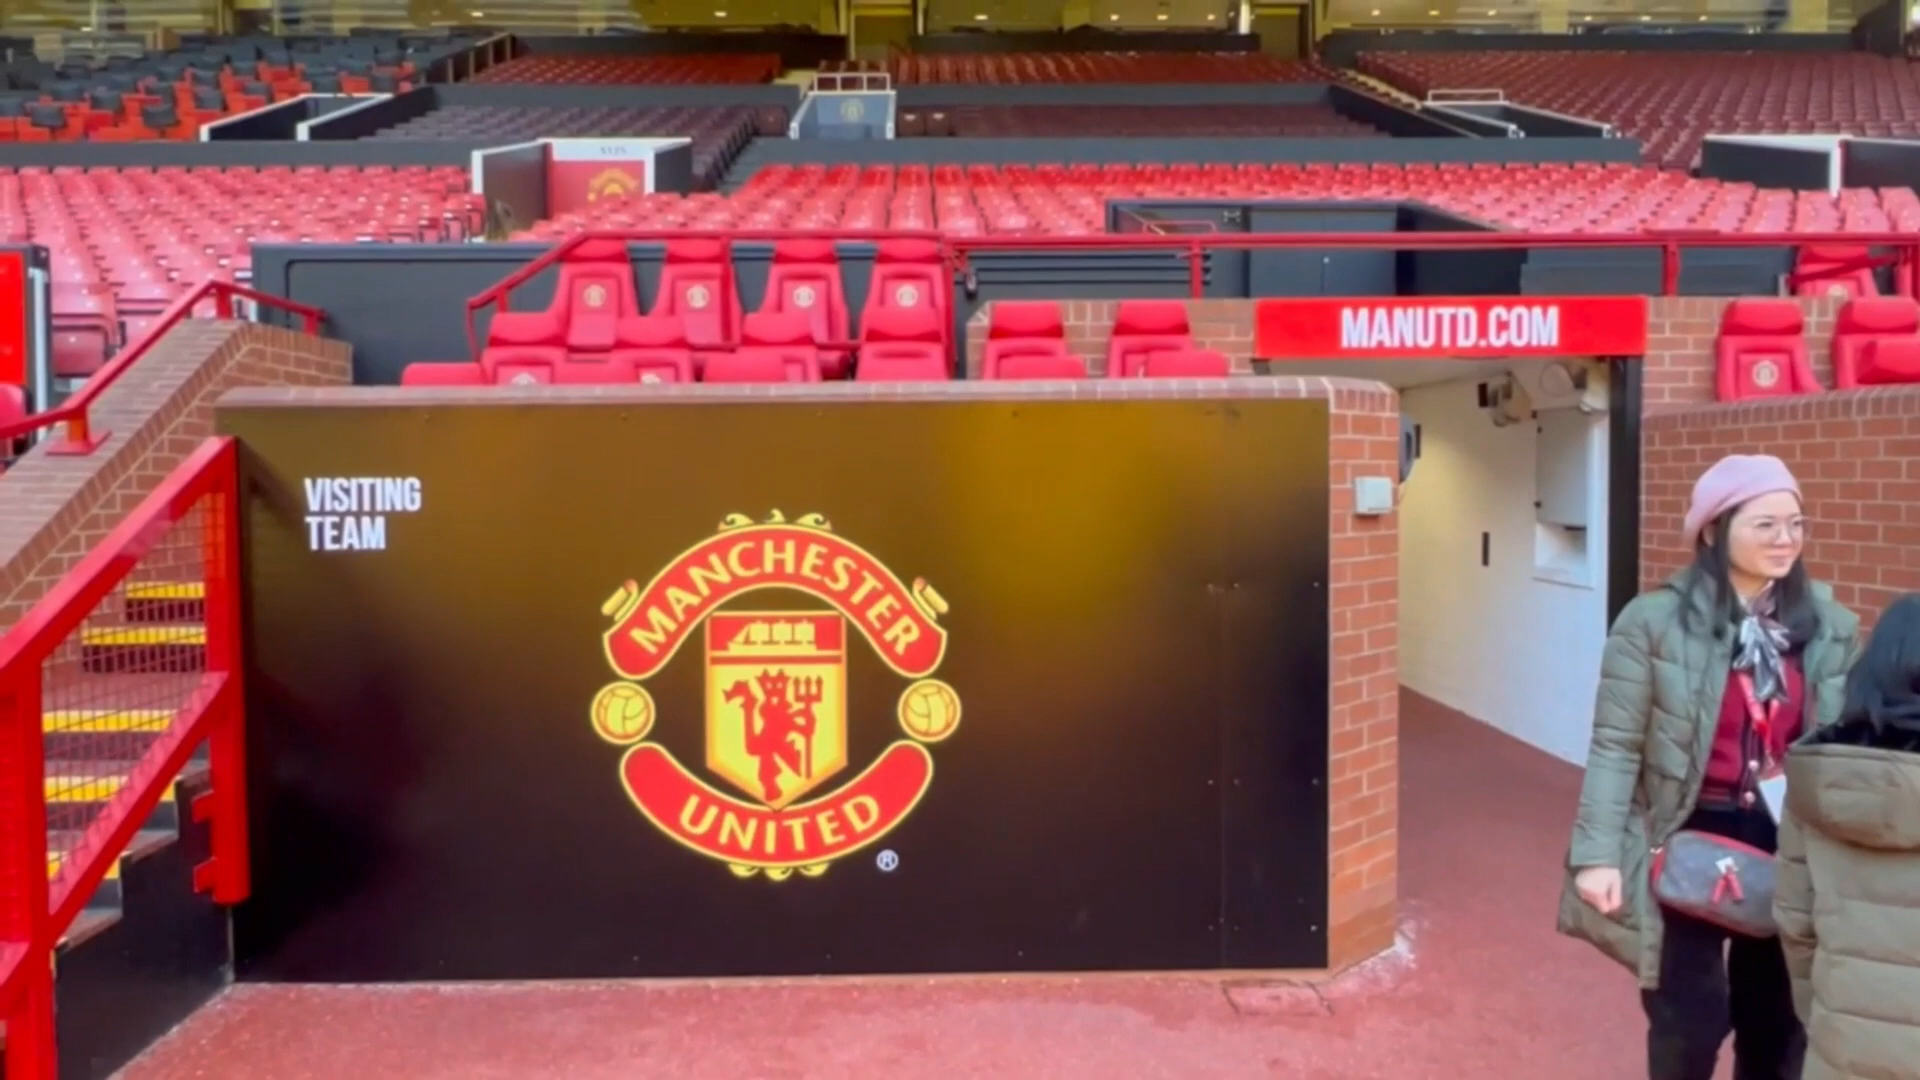 MANUTD.COM
VISITING
TEAM
MANCHESTER
UNITED
®